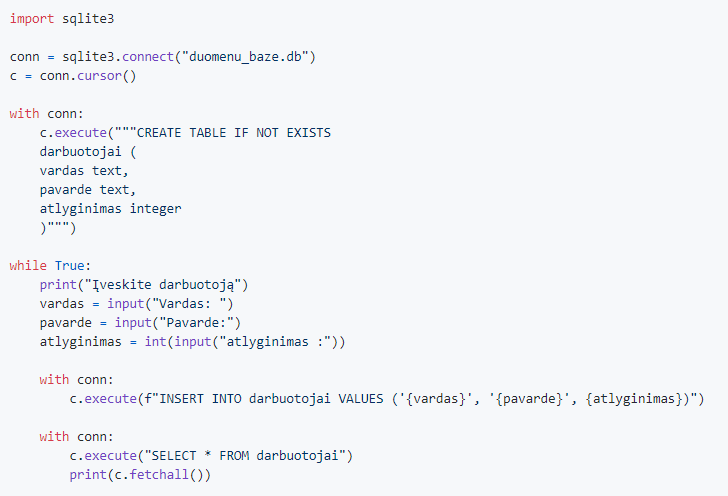 import sqlite3

conn = sqlite3.connect("duomenu_baze.db")
c = conn.cursor()

with conn:
    c.execute("""CREATE TABLE IF NOT EXISTS
    darbuotojai (
    vardas text,
    pavarde text,
    atlyginimas integer
    )""")

while True:
    print("Įveskite darbuotoją")
    vardas = input("Vardas: ")
    pavarde = input("Pavarde:")
    atlyginimas = int(input("atlyginimas :"))

    with conn:
        c.execute(f"INSERT INTO darbuotojai VALUES ('{vardas}', '{pavarde}', {atlyginimas})")

    with conn:
        c.execute("SELECT * FROM darbuotojai")
        print(c.fetchall())